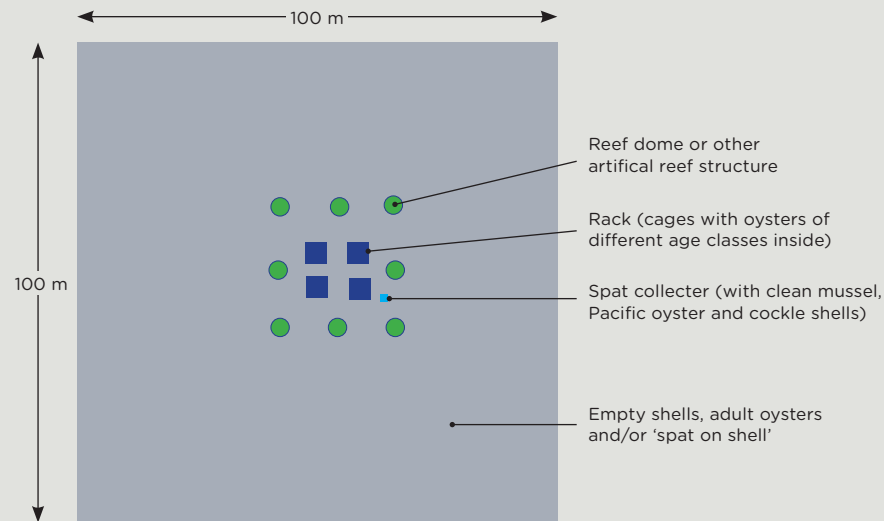 100 m
100 m
Reef dome or other
artifical reef structure
Rack (cages with oysters of
different age classes inside)
Spat collecter (with clean mussel,
Pacific oyster and cockle shells)
Empty shells, adult oysters
and/or ‘spat on shell’